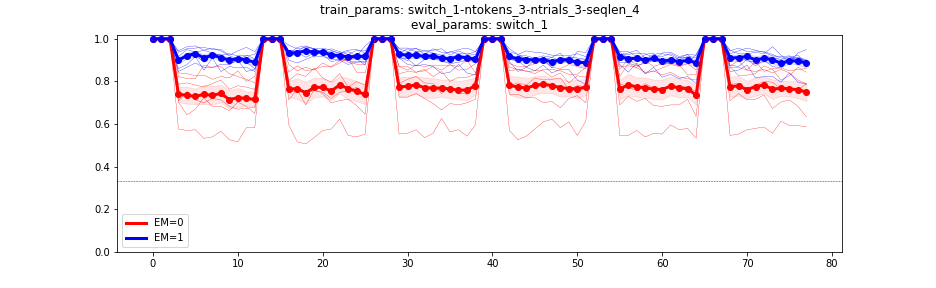 train_params: switch_1-ntokens_3-ntrials_3-seqlen_4
eval_params: switch_1
1.0
0.8
0.6
0.4
0.2
0.0
EM=0
EM=1
0 10 20 30 40 50 60 70 80